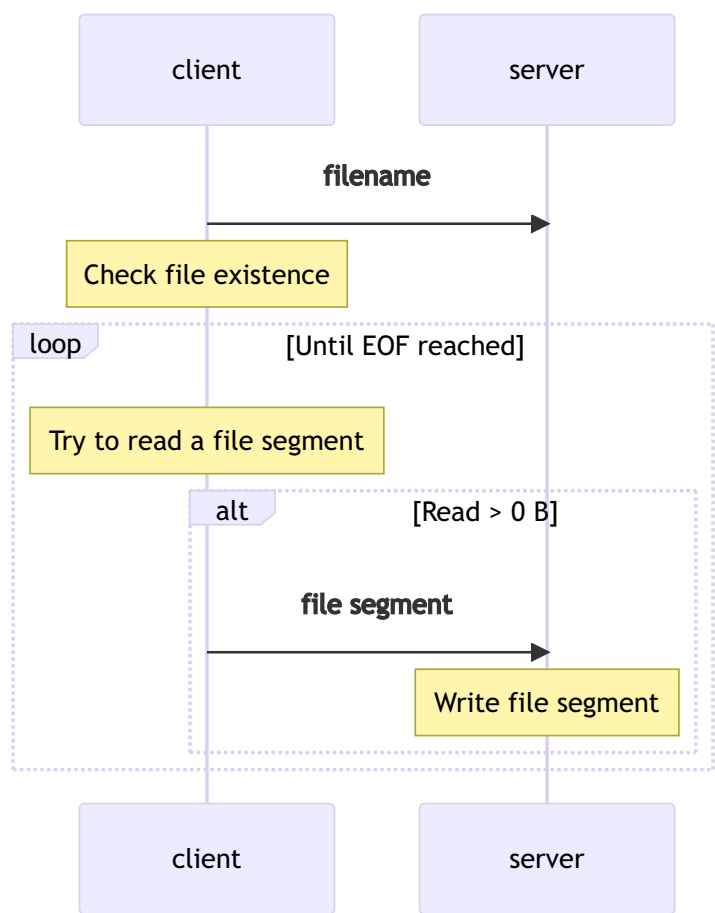 client
server
filename
Check file existence
loop
[Until EOF reached]
Try to read a file segment
alt
[Read > 0 B]
file segment
Write file segment
client
server